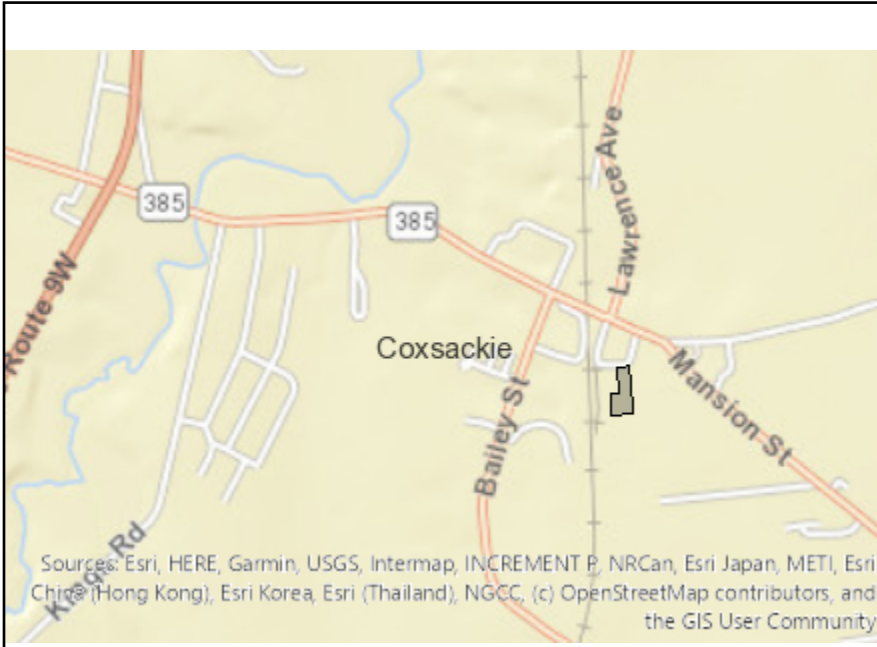 385
385
Lawrence Ave
Route 9W
Coxsackie
Mansion St
Bailey St
Kings Rd
Sources: Esri, HERE, Garmin, USGS, Intermap, INCREMENT P, NRCan, Esri Japan, METI, Esri
China (Hong Kong), Esri Korea, Esri (Thailand), NGCC, (c) OpenStreetMap contributors, and
the GIS User Community